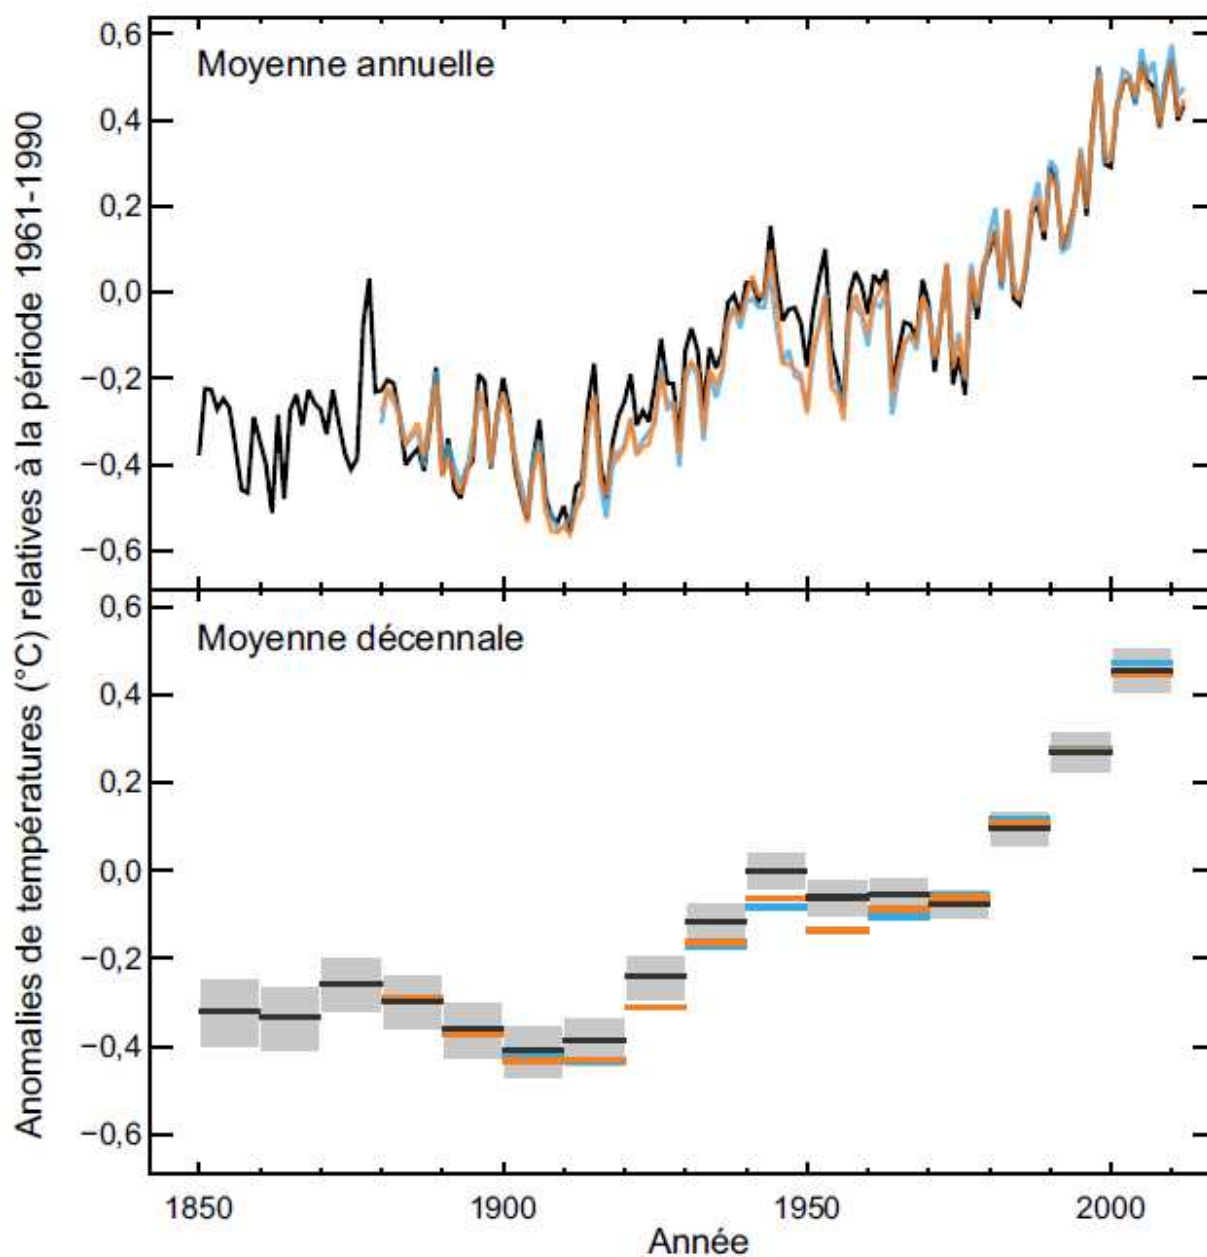 Anomalies de températures (°C) relatives à la période 1961-1990
Moyenne annuelle
0,6
0,4
0,2
0,0
−0,2
−0,4
−0,6
Moyenne décennale
0,6
0,4
0,2
0,0
−0,2
−0,4
−0,6
1850 1900 1950 2000
Année